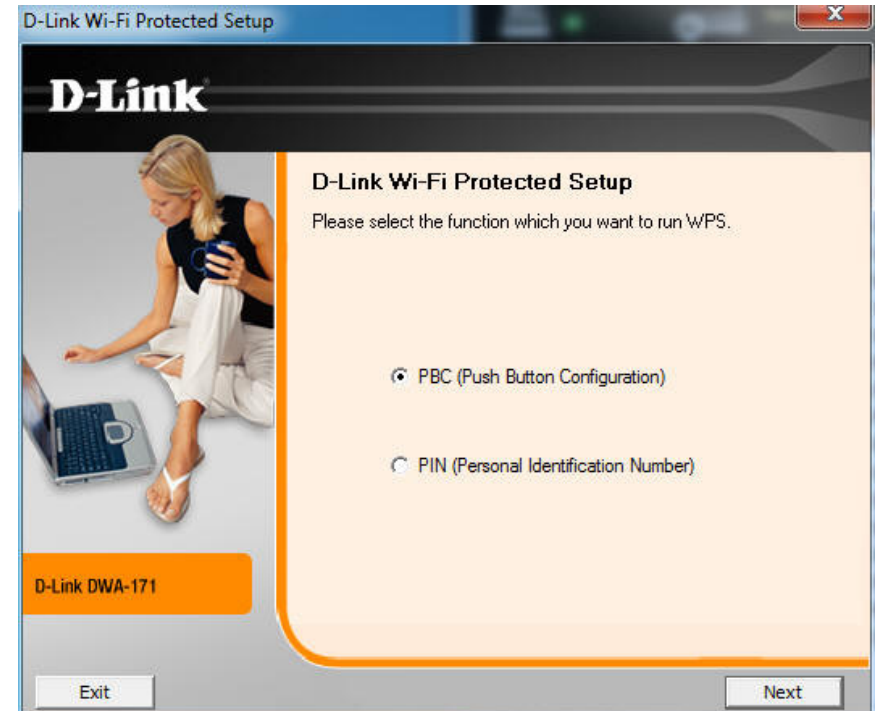 D-Link Wi-Fi Protected Setup
D-Link
D-Link Wi-Fi Protected Setup
Please select the function which you want to run WPS.
PBC (Push Button Configuration)
PIN (Personal Identification Number)
D-Link DWA-171
Exit
Next